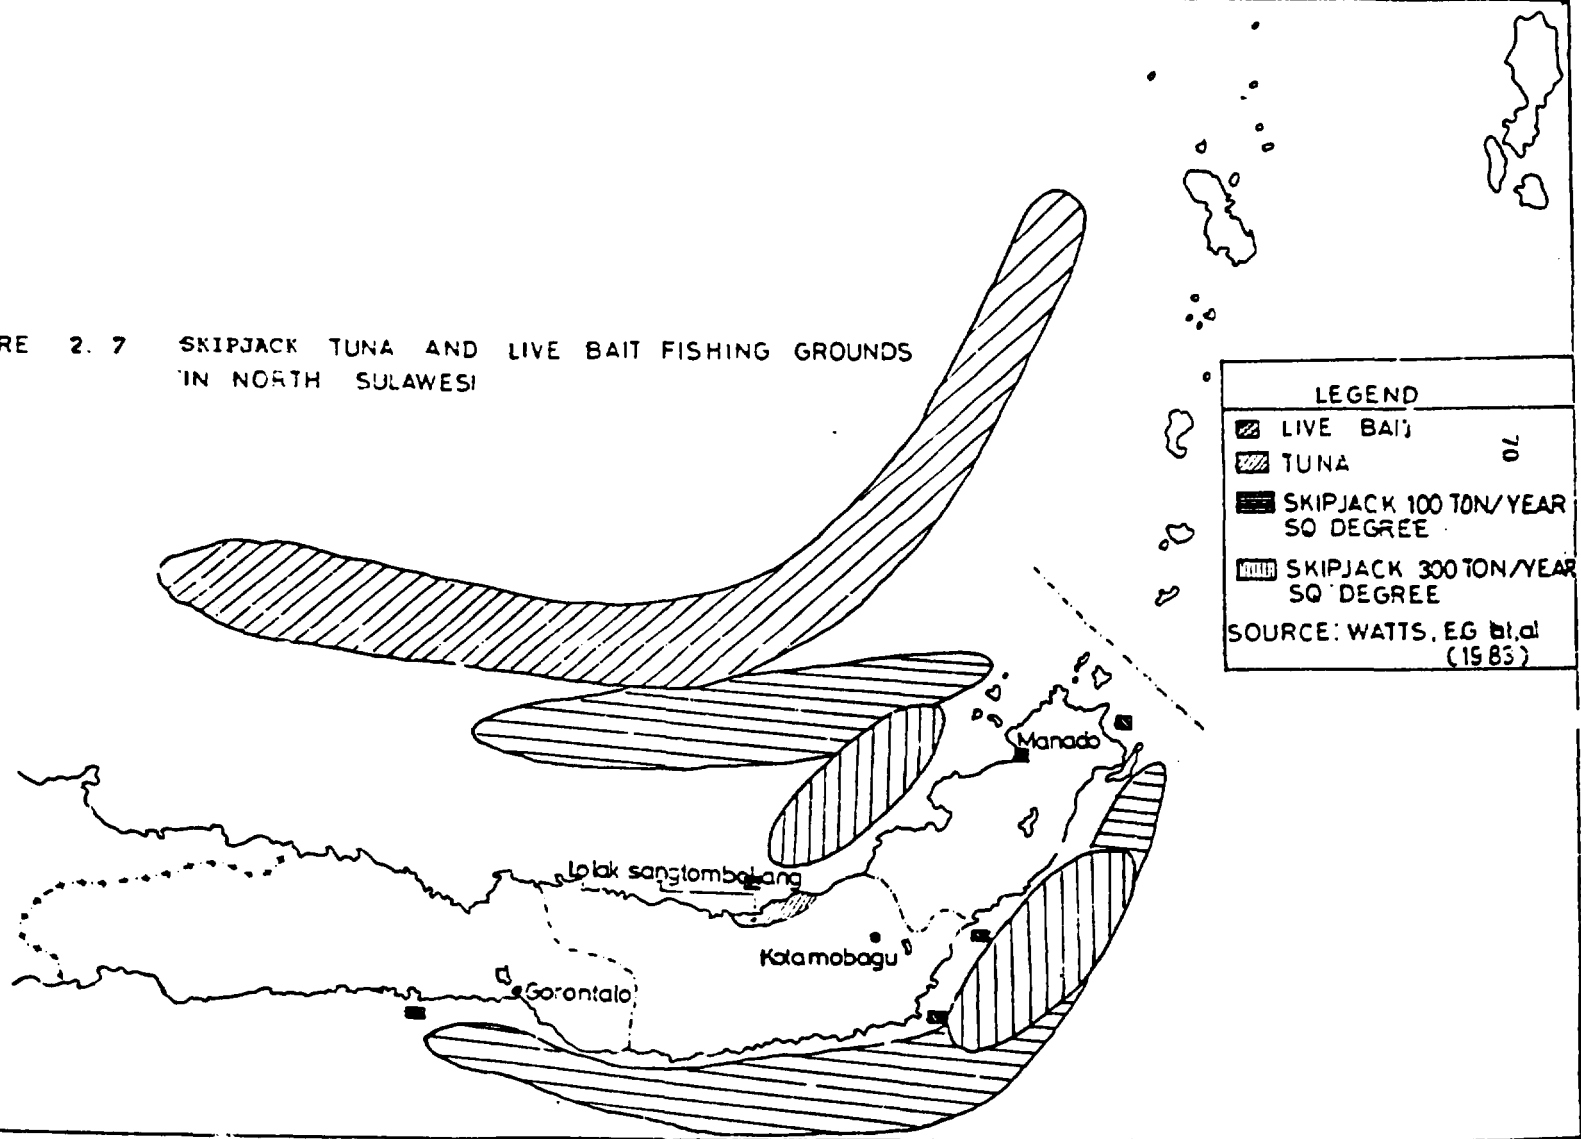 RE 2.7 SKIPJACK TUNA AND LIVE BAIT FISHING GROUNDS
IN NORTH SULAWESI
LEGEND
LIVE BAIT
70
TUNA
SKIPJACK 100 TON/YEAR
SQ DEGREE
SKIPJACK 300 TON/YEAR
SQ DEGREE
SOURCE: WATTS, EG et,al
(1983)
Manado
Lolak sangtombolang
Kotamobagu
Gorontalo